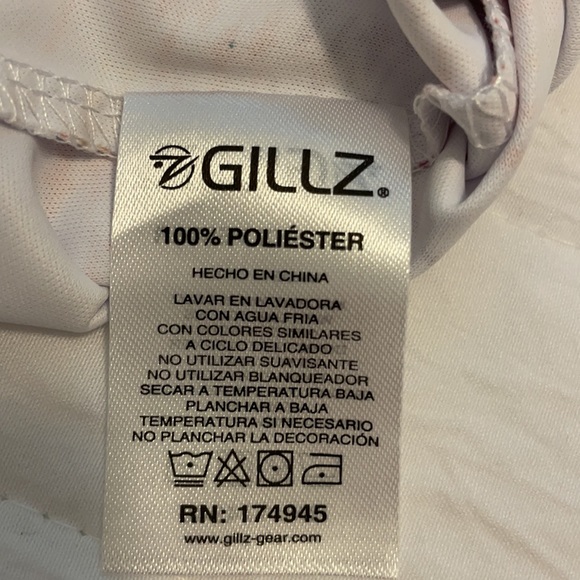 GILLZ®
100% POLIÉSTER
HECHO EN CHINA
LAVAR EN LAVADORA
CON AGUA FRIA
CON COLORES SIMILARES
A CICLO DELICADO
NO UTILIZAR SUAVISANTE
NO UTILIZAR BLANQUEADOR
SECAR A TEMPERATURA BAJA
PLANCHAR A BAJA
TEMPERATURA SI NECESARIO
NO PLANCHAR LA DECORACIÓN
RN: 174945
www.gillz-gear.com